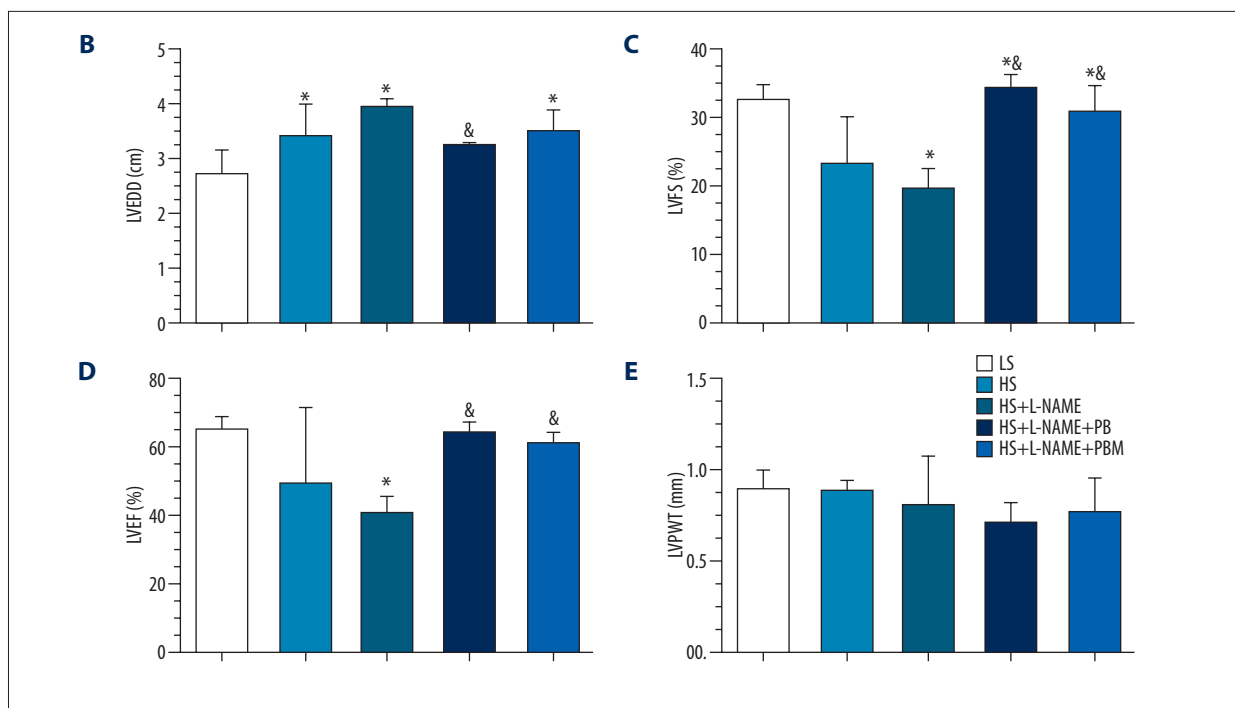 B
5
4
3
2
1
0
LVEDD (cm)
*
*
&
*
C
40
30
20
10
0
LVFS (%)
*
*&
*&
D
80
60
40
20
0
LVEF (%)
*
&
&
E
1.5
1.0
0.5
00.
LVPWT (mm)
LS
HS
HS+L-NAME
HS+L-NAME+PB
HS+L-NAME+PBM